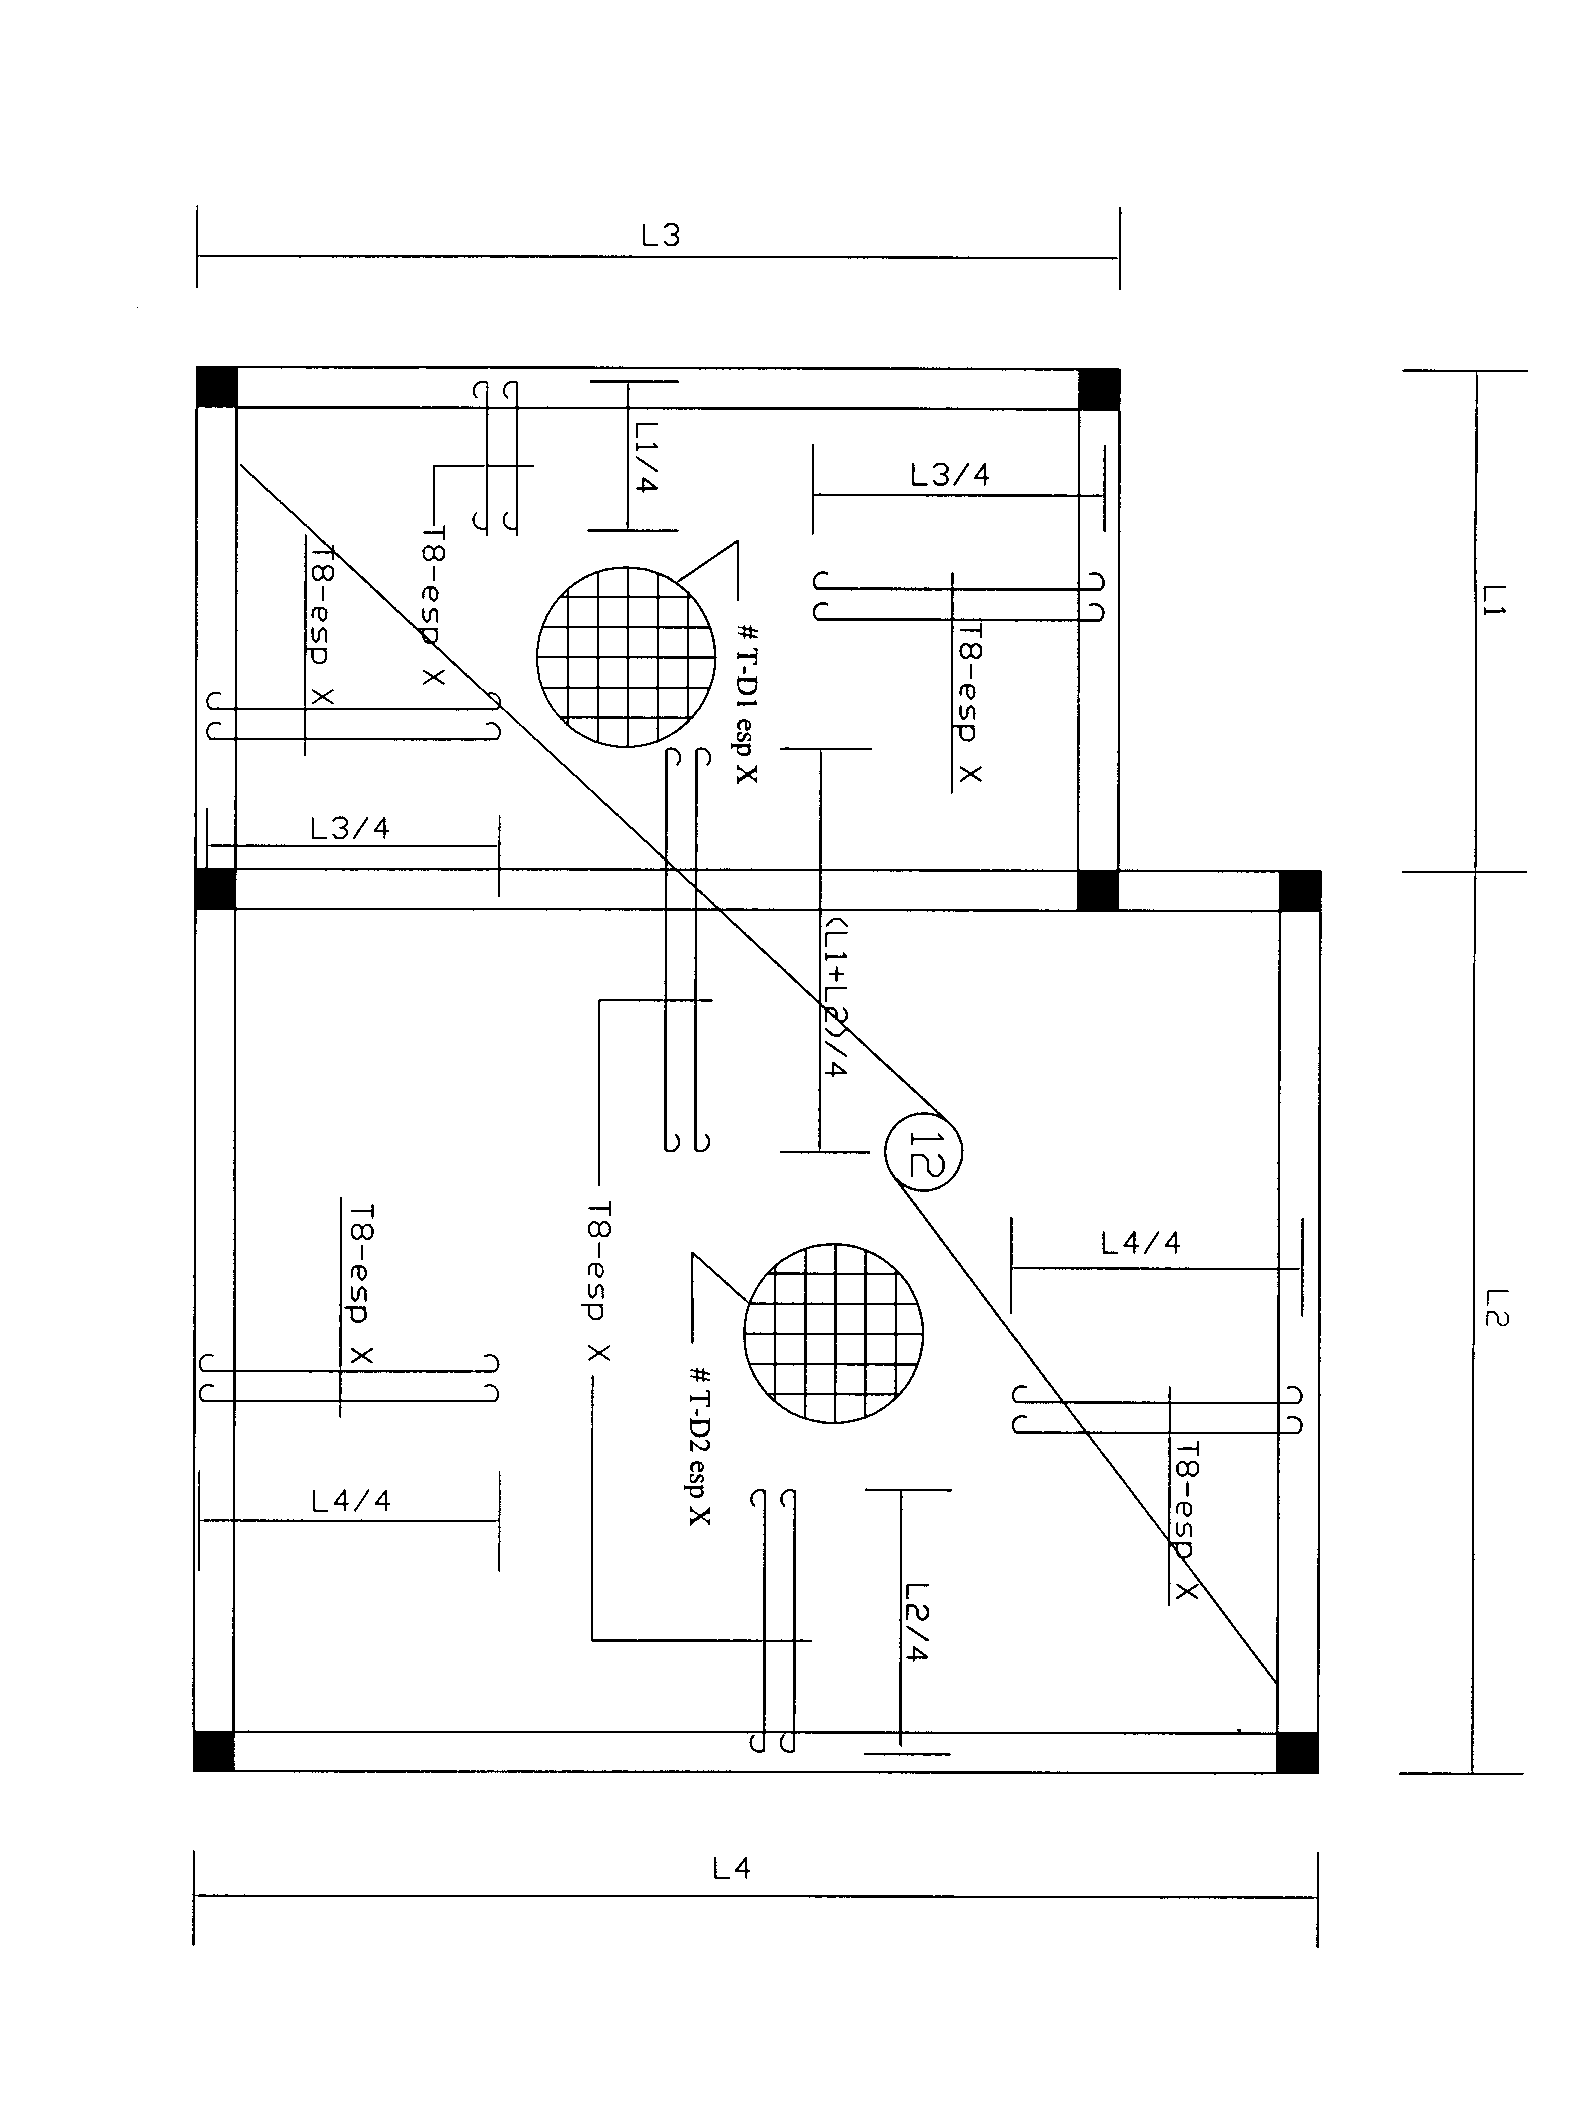 L3
L1/4
L3/4
T8-esp X
T8-esp X
# T-D1 esp X
T8-esp X
L1
L3/4
(L1+L2)/4
12
T8-esp X
T8-esp X
L4/4
L2
# T-D2 esp X
T8-esp X
L4/4
L2/4
L4